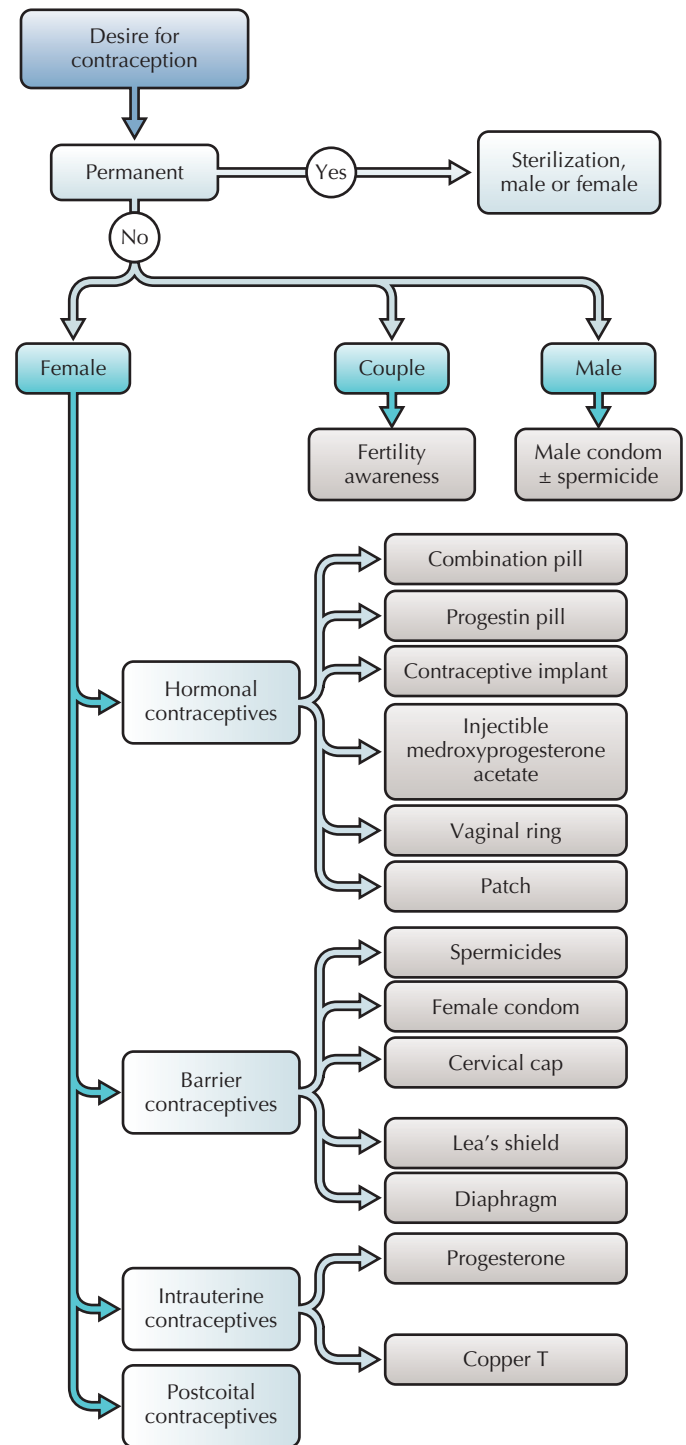 Desire for
contraception
Permanent
Yes
Sterilization,
male or female
No
Female
Couple
Male
Fertility
awareness
Male condom
± spermicide
Hormonal
contraceptives
Combination pill
Progestin pill
Contraceptive implant
Injectible
medroxyprogesterone
acetate
Vaginal ring
Patch
Barrier
contraceptives
Spermicides
Female condom
Cervical cap
Lea's shield
Diaphragm
Intrauterine
contraceptives
Progesterone
Copper T
Postcoital
contraceptives